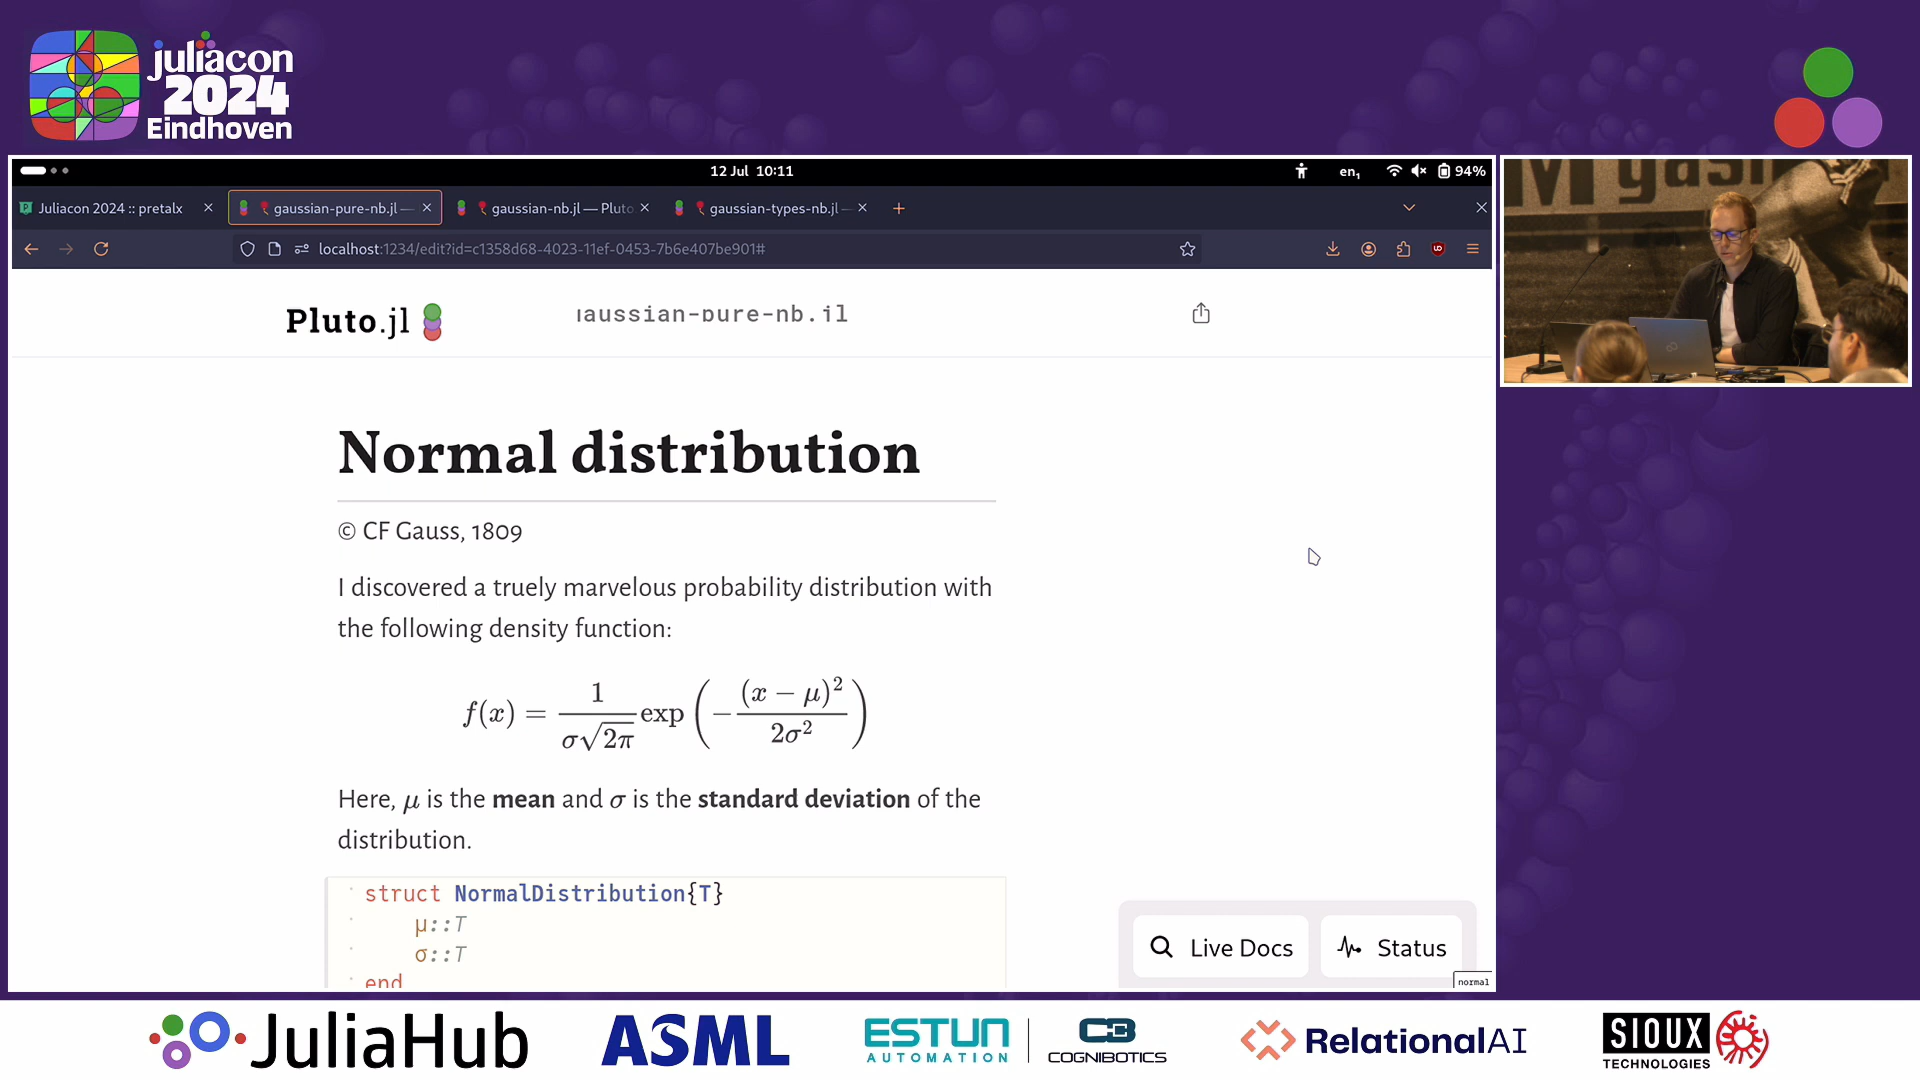 juliacon
2024
Eindhoven
12 Jul 10:11
en1
94%
Juliacon 2024 :: pretalx
gaussian-pure-nb.jl —
gaussian-nb.jl — Pluto
gaussian-types-nb.jl —
localhost:1234/edit?id=c1358d68-4023-11ef-0453-7b6e407be901#
Pluto.jl
aussian-pure-nb.jl
Normal distribution
© CF Gauss, 1809
I discovered a truely marvelous probability distribution with
the following density function:
f(x) = 1/(σ√2π) exp(−(x − μ)²/2σ²)
Here, μ is the mean and σ is the standard deviation of the
distribution.
struct NormalDistribution{T}
μ::T
σ::T
end
Live Docs
Status
normal
JuliaHub
ASML
ESTUN
AUTOMATION
COGNIBOTICS
RelationalAI
SIOUX
TECHNOLOGIES